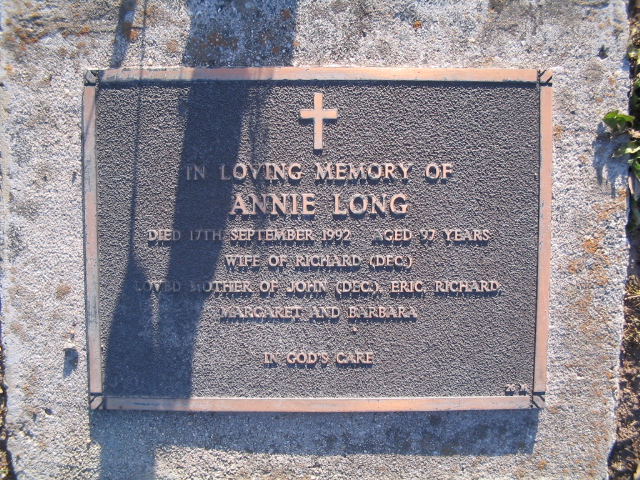 IN LOVING MEMORY OF
ANNIE LONG
DIED 17TH SEPTEMBER 1992 AGED 97 YEARS
WIFE OF RICHARD (DEC.)
LOVED MOTHER OF JOHN (DEC.), ERIC, RICHARD,
MARGARET AND BARBARA
IN GOD'S CARE